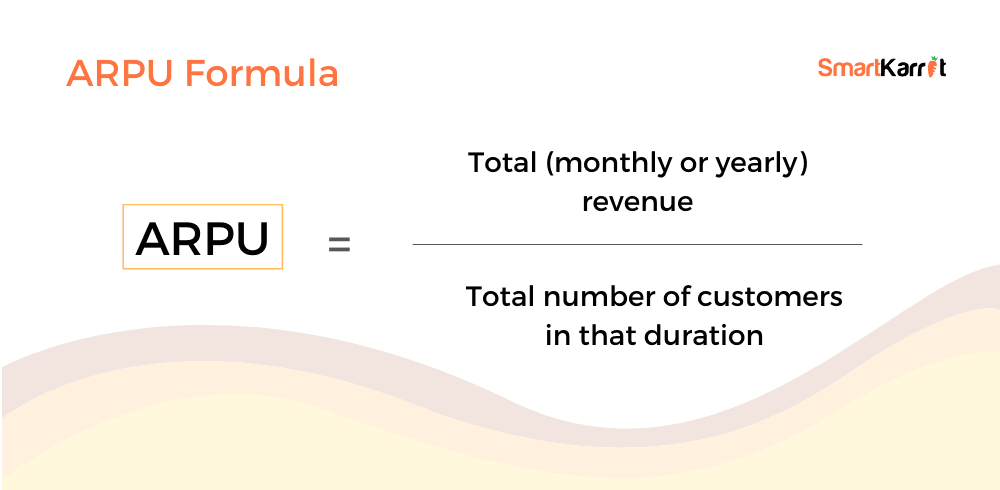 ARPU Formula
SmartKarrot
Total (monthly or yearly)
revenue
ARPU =
Total number of customers
in that duration